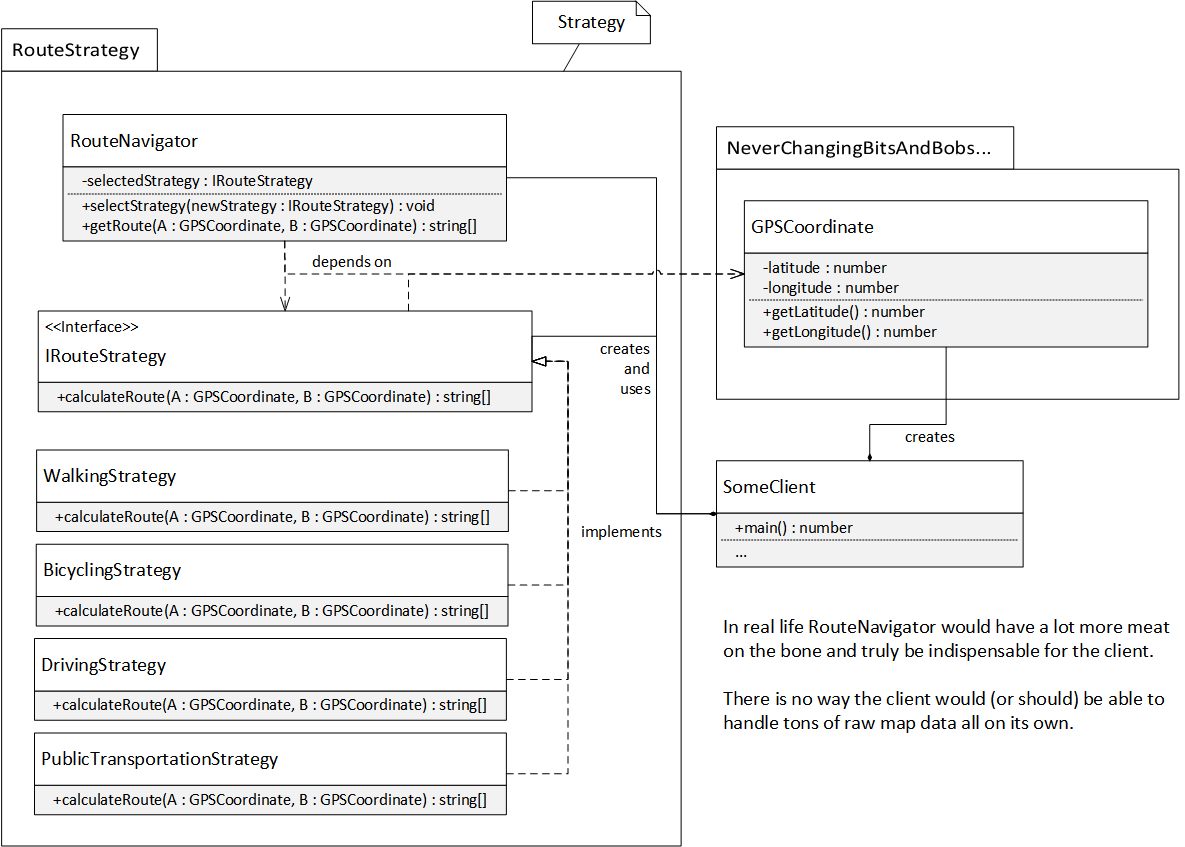 Strategy
RouteStrategy
RouteNavigator
-selectedStrategy : IRouteStrategy
+selectStrategy(newStrategy : IRouteStrategy) : void
+getRoute(A : GPSCoordinate, B : GPSCoordinate) : string[]
depends on
<<Interface>>
IRouteStrategy
+calculateRoute(A : GPSCoordinate, B : GPSCoordinate) : string[]
WalkingStrategy
+calculateRoute(A : GPSCoordinate, B : GPSCoordinate) : string[]
BicyclingStrategy
+calculateRoute(A : GPSCoordinate, B : GPSCoordinate) : string[]
DrivingStrategy
+calculateRoute(A : GPSCoordinate, B : GPSCoordinate) : string[]
PublicTransportationStrategy
+calculateRoute(A : GPSCoordinate, B : GPSCoordinate) : string[]
implements
creates
and
uses
NeverChangingBitsAndBobs...
GPSCoordinate
-latitude : number
-longitude : number
+getLatitude() : number
+getLongitude() : number
creates
SomeClient
+main() : number
...
In real life RouteNavigator would have a lot more meat
on the bone and truly be indispensable for the client.
There is no way the client would (or should) be able to
handle tons of raw map data all on its own.